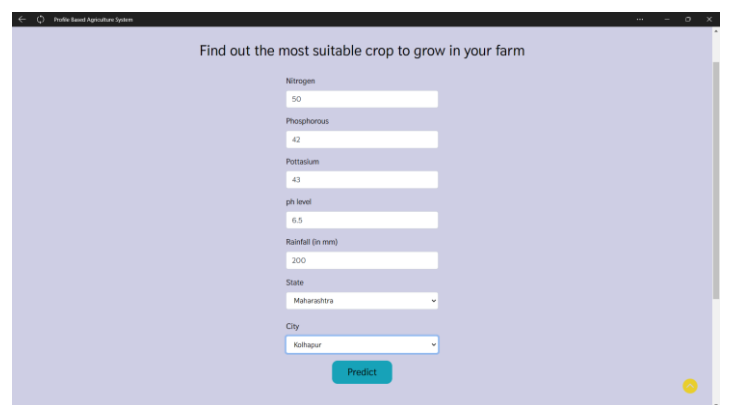 Profile Based Agriculture System
Find out the most suitable crop to grow in your farm
Nitrogen
50
Phosphorous
42
Pottasium
43
ph level
6.5
Rainfall (in mm)
200
State
Maharashtra
City
Kolhapur
Predict